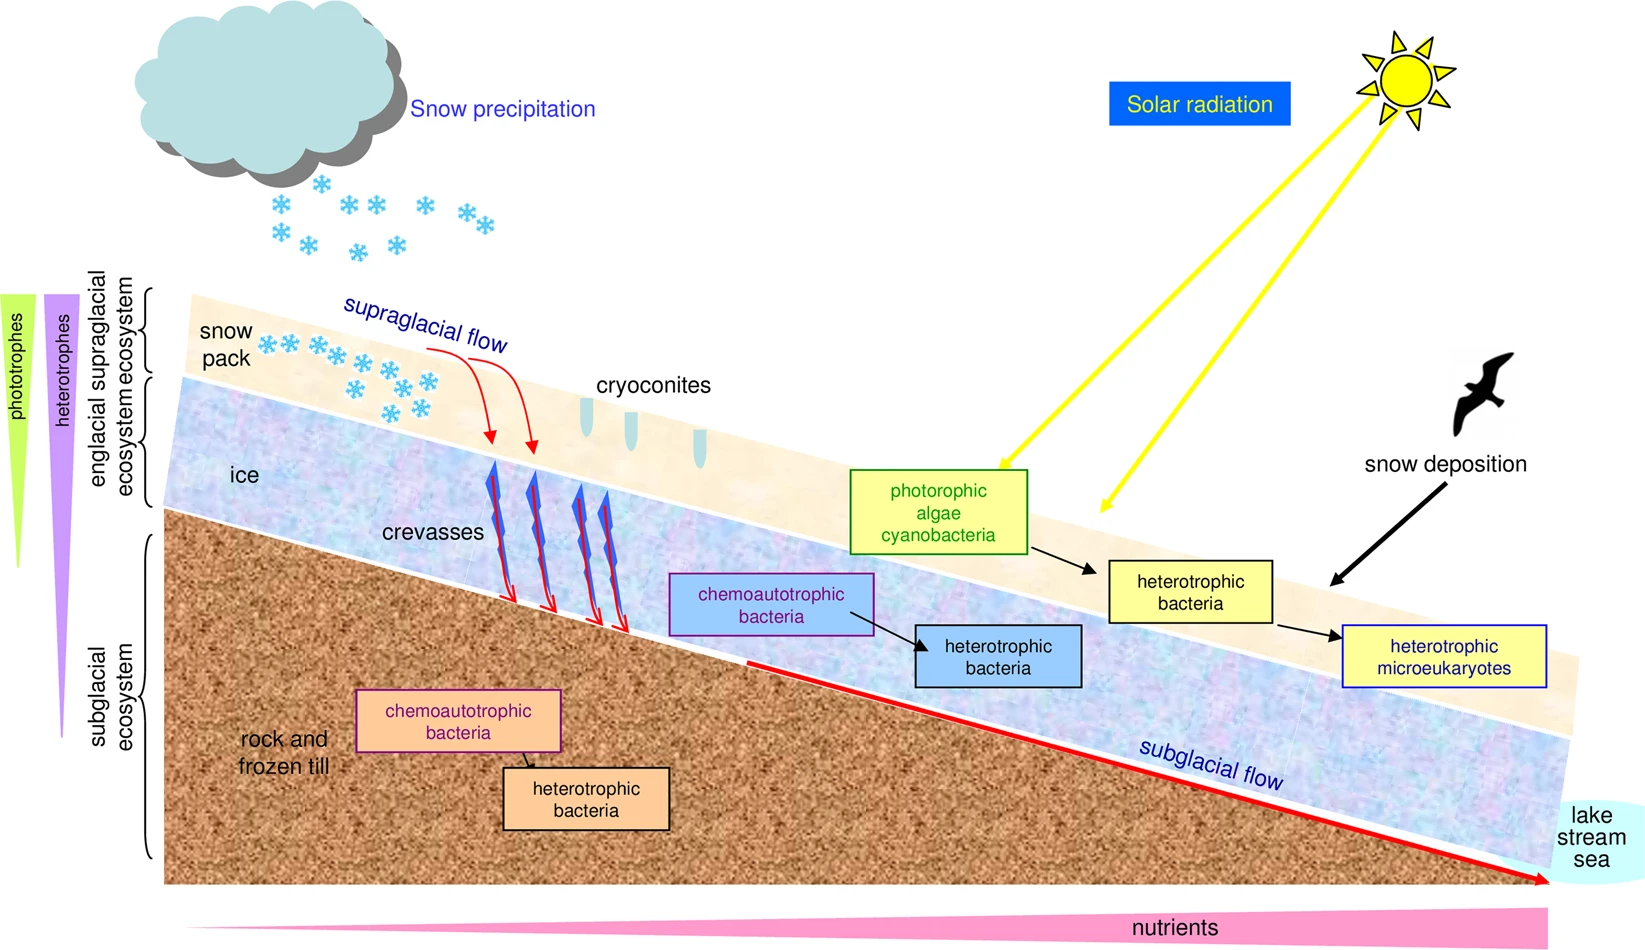 Snow precipitation
Solar radiation
phototrophes
heterotrophes
supraglacial
ecosystem
englacial
ecosystem
subglacial
ecosystem
snow
pack
supraglacial flow
cryoconites
ice
crevasses
snow deposition
photorophic
algae
cyanobacteria
heterotrophic
bacteria
heterotrophic
microeukaryotes
chemoautotrophic
bacteria
heterotrophic
bacteria
chemoautotrophic
bacteria
heterotrophic
bacteria
rock and
frozen till
subglacial flow
lake
stream
sea
nutrients